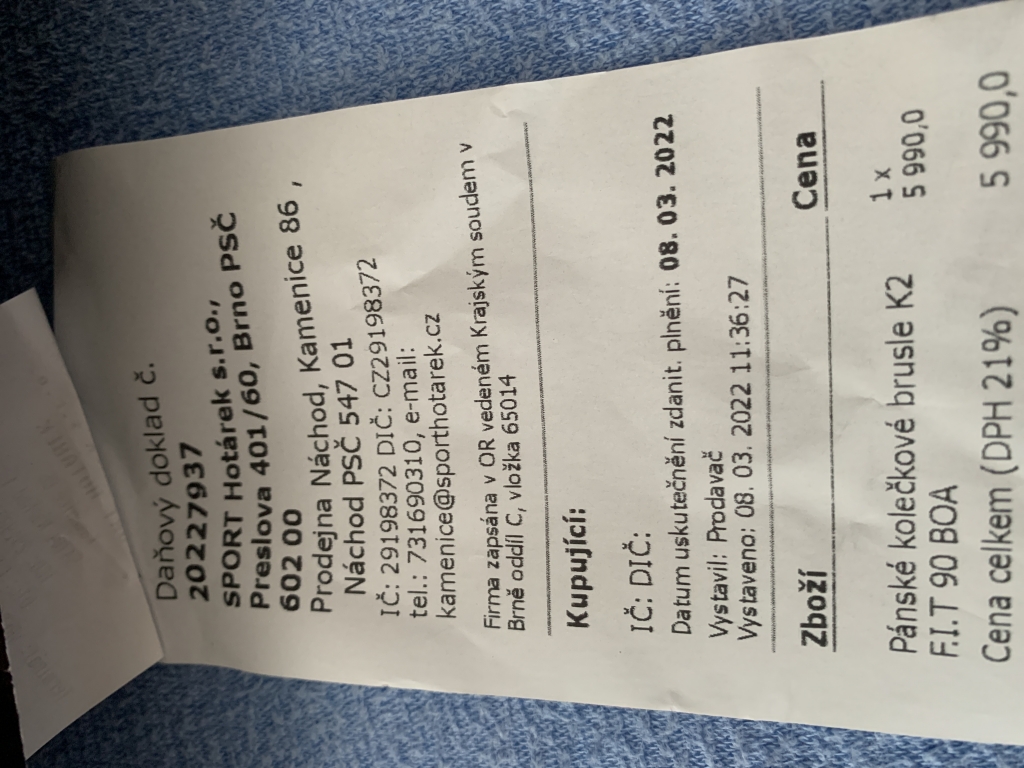 Daňový doklad č.
202227937
SPORT Hotárek s.r.o.,
Preslova 401/60, Brno PSČ
602 00
Prodejna Náchod, Kamenice 86 ,
Náchod PSČ 547 01
IČ: 29198372 DIČ: CZ29198372
tel.: 731690310, e-mail:
kamenice@sporthotarek.cz
Firma zapsána v OR vedeném Krajským soudem v
Brně oddíl C, vložka 65014
Kupující:
IČ: DIČ:
Datum uskutečnění zdanit. plnění: 08. 03. 2022
Vystavil: Prodavač
Vystaveno: 08. 03. 2022 11:36:27
Zboží Cena
1 x
Pánské kolečkové brusle K2 5 990,0
F.I.T 90 BOA
Cena celkem (DPH 21%) 5 990,0